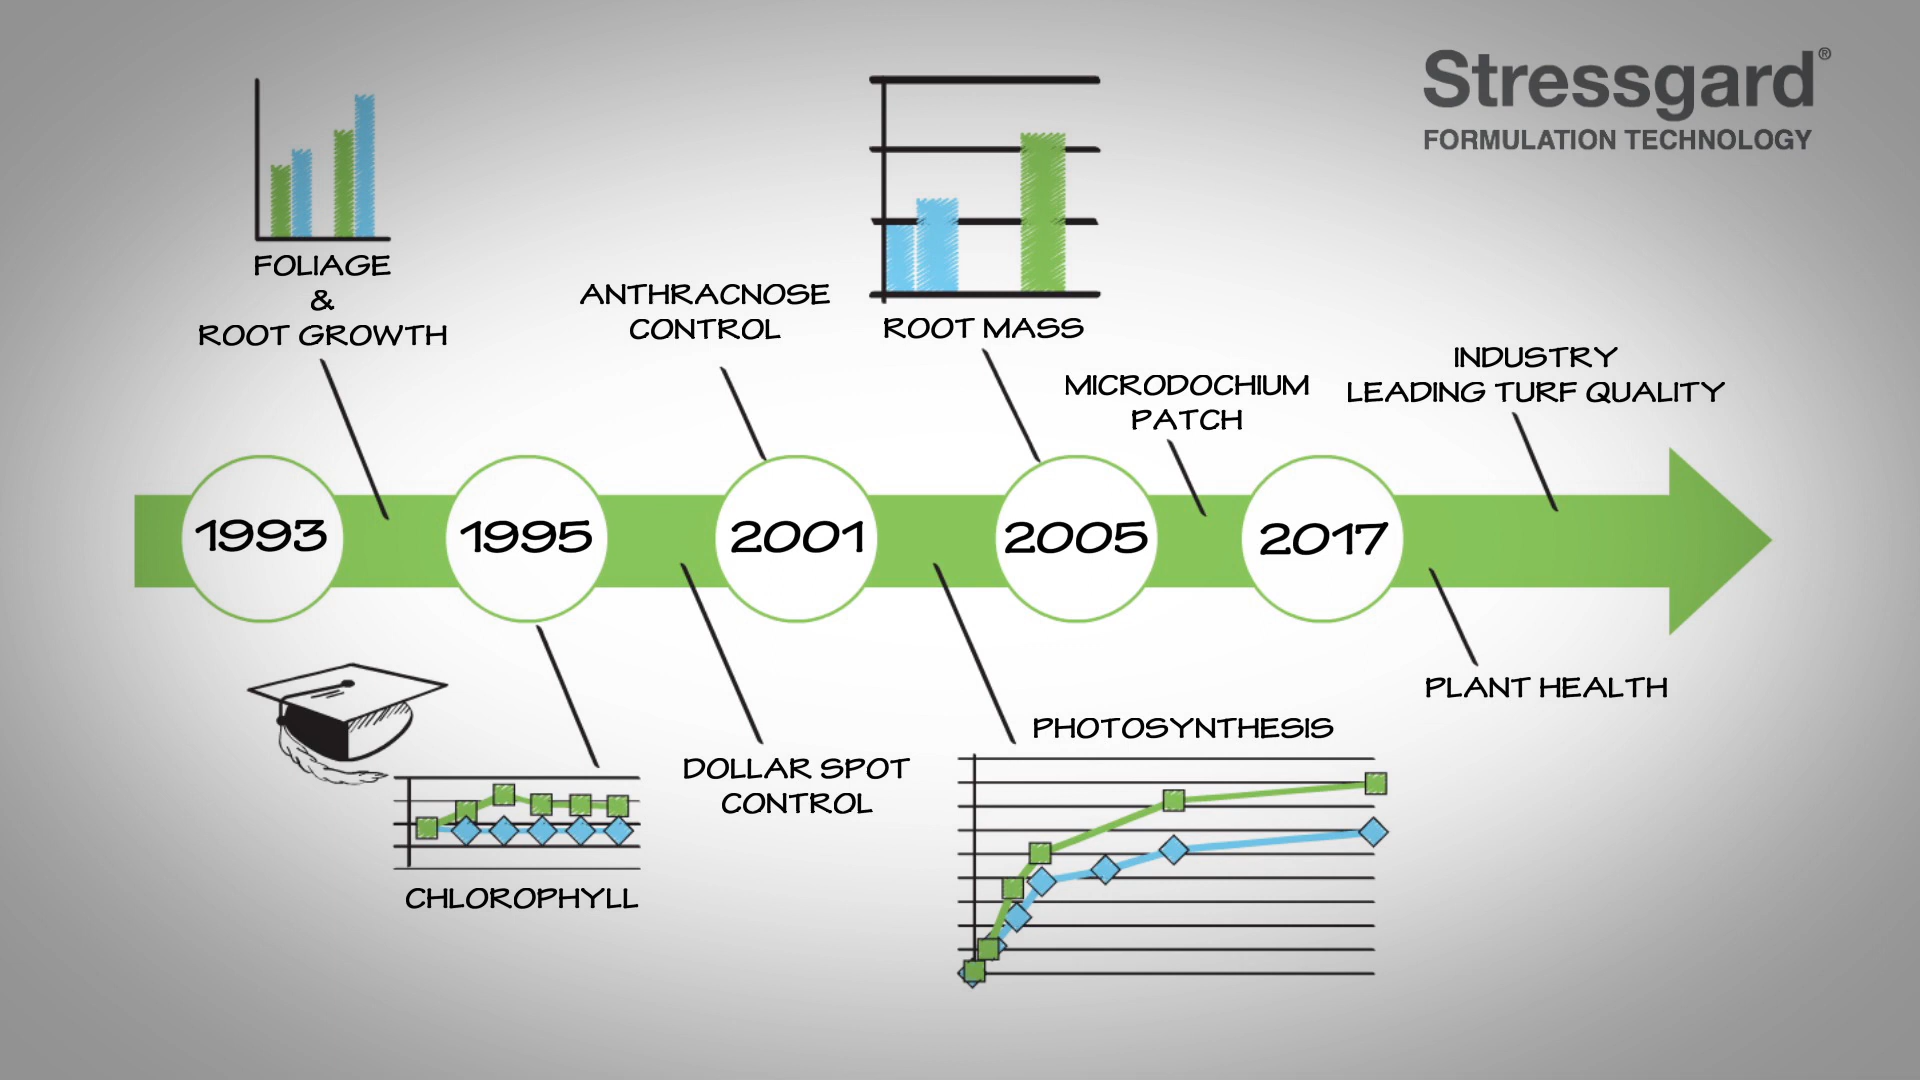 Stressgard®
FORMULATION TECHNOLOGY
FOLIAGE
&
ROOT GROWTH
ANTHRACNOSE
CONTROL
ROOT MASS
MICRODOCHIUM
PATCH
INDUSTRY
LEADING TURF QUALITY
1993
1995
2001
2005
2017
CHLOROPHYLL
DOLLAR SPOT
CONTROL
PHOTOSYNTHESIS
PLANT HEALTH